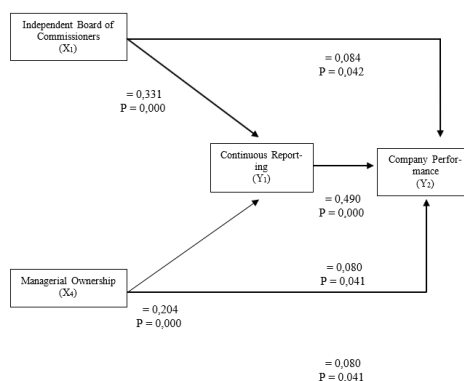 Independent Board of
Commissioners
(X1)
= 0,084
P = 0,042
= 0,331
P = 0,000
Continuous Report-
ing
(Y1)
Company Perfor-
mance
(Y2)
= 0,490
P = 0,000
Managerial Ownership
(X4)
= 0,080
P = 0,041
= 0,204
P = 0,000
= 0,080
P = 0.041